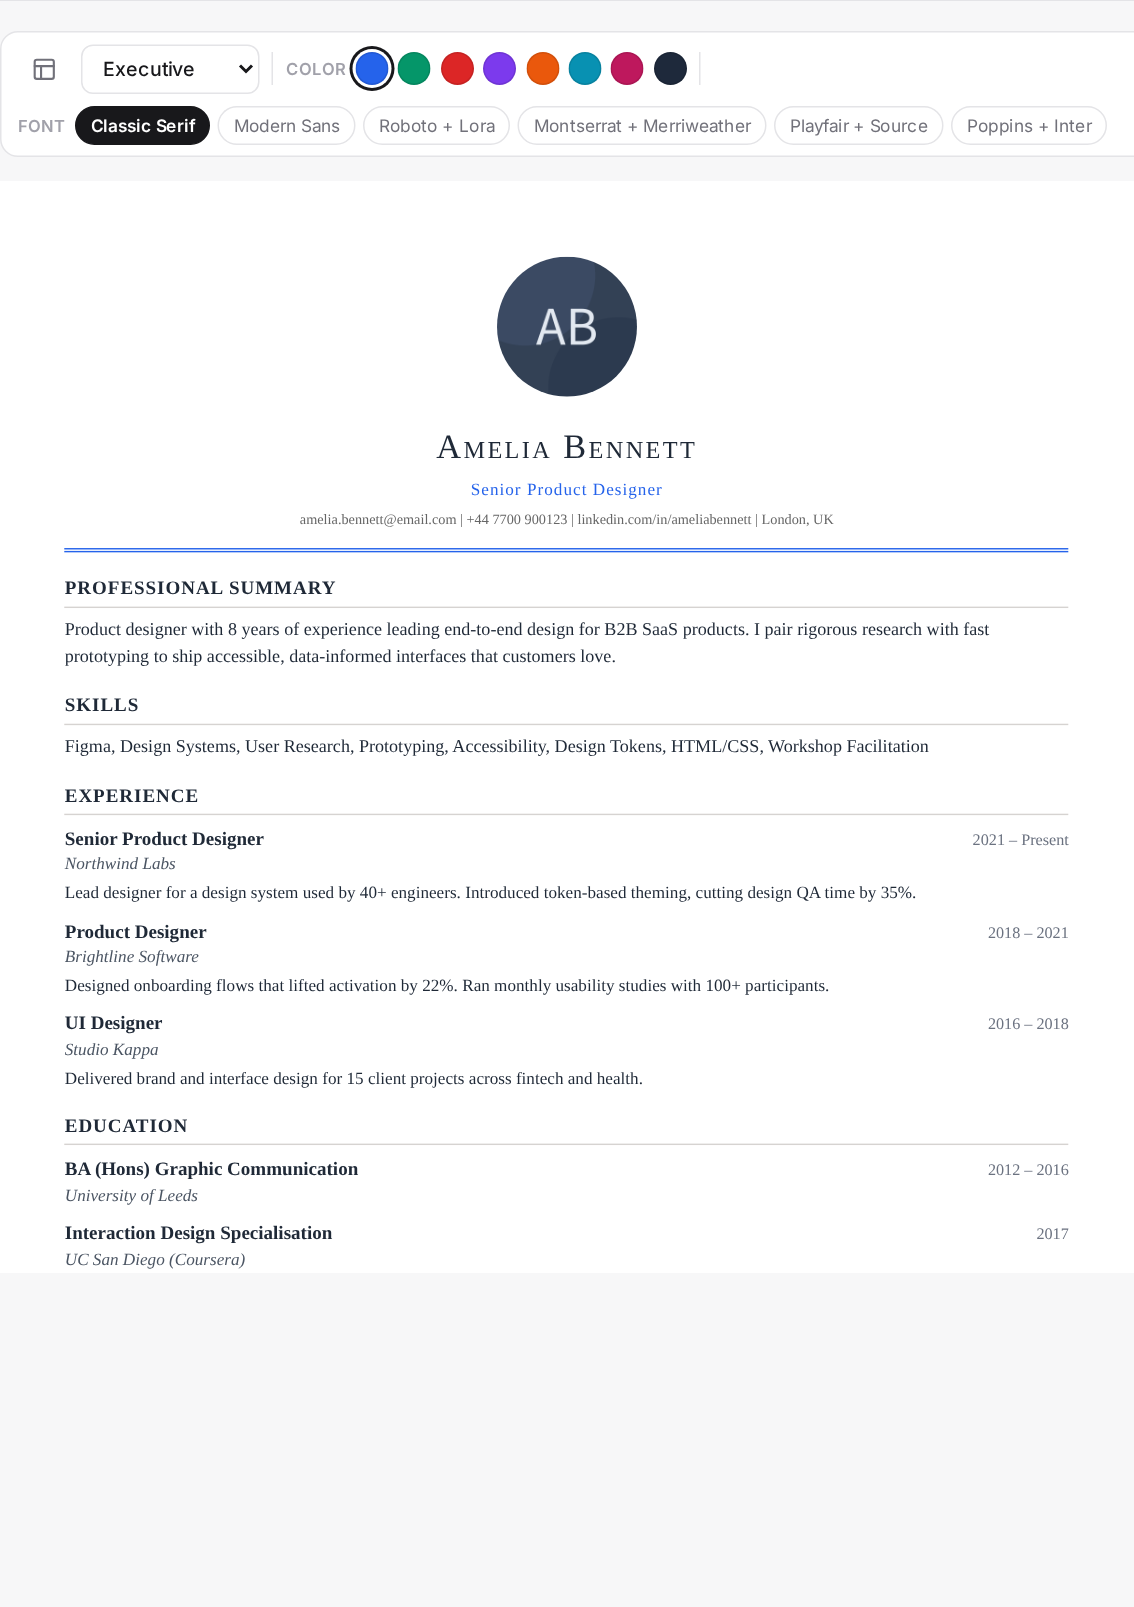 Executive
COLOR
FONT Classic Serif Modern Sans Roboto + Lora Montserrat + Merriweather Playfair + Source Poppins + Inter
AB
Amelia Bennett
Senior Product Designer
amelia.bennett@email.com | +44 7700 900123 | linkedin.com/in/ameliabennett | London, UK
PROFESSIONAL SUMMARY
Product designer with 8 years of experience leading end-to-end design for B2B SaaS products. I pair rigorous research with fast
prototyping to ship accessible, data-informed interfaces that customers love.
SKILLS
Figma, Design Systems, User Research, Prototyping, Accessibility, Design Tokens, HTML/CSS, Workshop Facilitation
EXPERIENCE
Senior Product Designer 2021 – Present
Northwind Labs
Lead designer for a design system used by 40+ engineers. Introduced token-based theming, cutting design QA time by 35%.
Product Designer 2018 – 2021
Brightline Software
Designed onboarding flows that lifted activation by 22%. Ran monthly usability studies with 100+ participants.
UI Designer 2016 – 2018
Studio Kappa
Delivered brand and interface design for 15 client projects across fintech and health.
EDUCATION
BA (Hons) Graphic Communication 2012 – 2016
University of Leeds
Interaction Design Specialisation 2017
UC San Diego (Coursera)